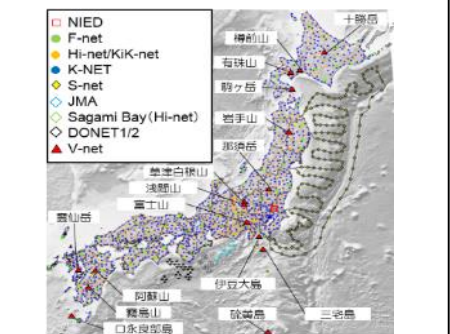 NIED
F-net
Hi-net/KiK-net
K-NET
S-net
JMA
Sagami Bay(Hi-net)
DONET1/2
V-net
十勝岳
樽前山
有珠山
駒ヶ岳
岩手山
那須岳
草津白根山
浅間山
富士山
雲仙岳
伊豆大島
阿蘇山
霧島山
硫黄島
三宅島
口永良部島